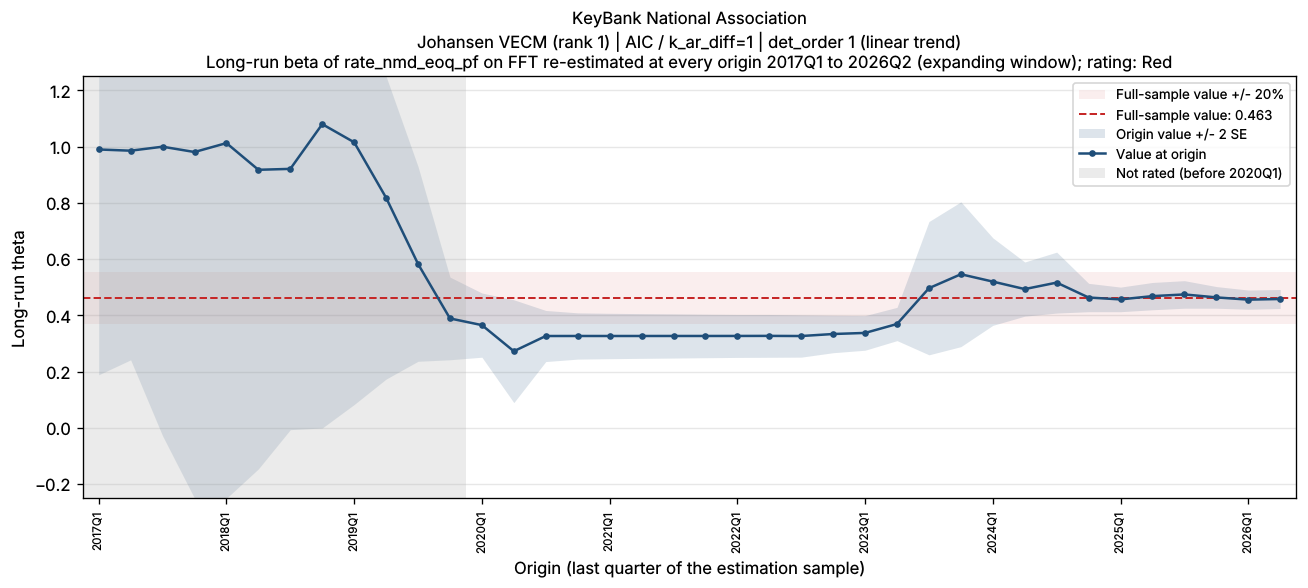 KeyBank National Association
Johansen VECM (rank 1) | AIC / k_ar_diff=1 | det_order 1 (linear trend)
Long-run beta of rate_nmd_eoq_pf on FFT re-estimated at every origin 2017Q1 to 2026Q2 (expanding window); rating: Red
Full-sample value +/- 20%
Full-sample value: 0.463
Origin value +/- 2 SE
Value at origin
Not rated (before 2020Q1)
Long-run theta
1.2
1.0
0.8
0.6
0.4
0.2
0.0
−0.2
2017Q1
2018Q1
2019Q1
2020Q1
2021Q1
2022Q1
2023Q1
2024Q1
2025Q1
2026Q1
Origin (last quarter of the estimation sample)